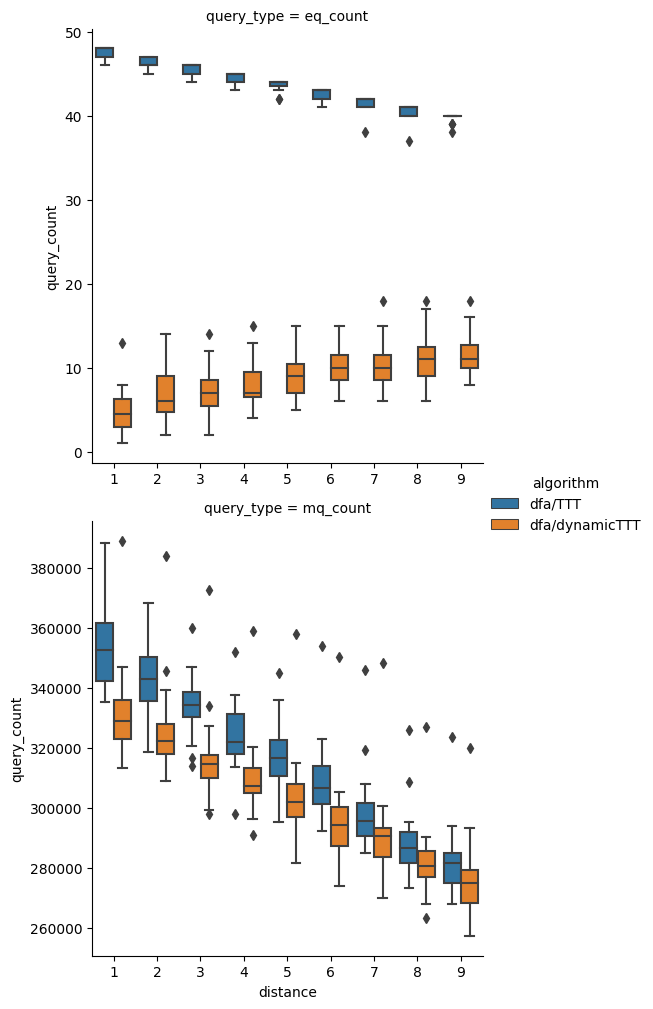 query_type = eq_count
50
40
30
20
10
0
query_count
1 2 3 4 5 6 7 8 9
algorithm
dfa/TTT
dfa/dynamicTTT
query_type = mq_count
380000
360000
340000
320000
300000
280000
260000
query_count
1 2 3 4 5 6 7 8 9
distance